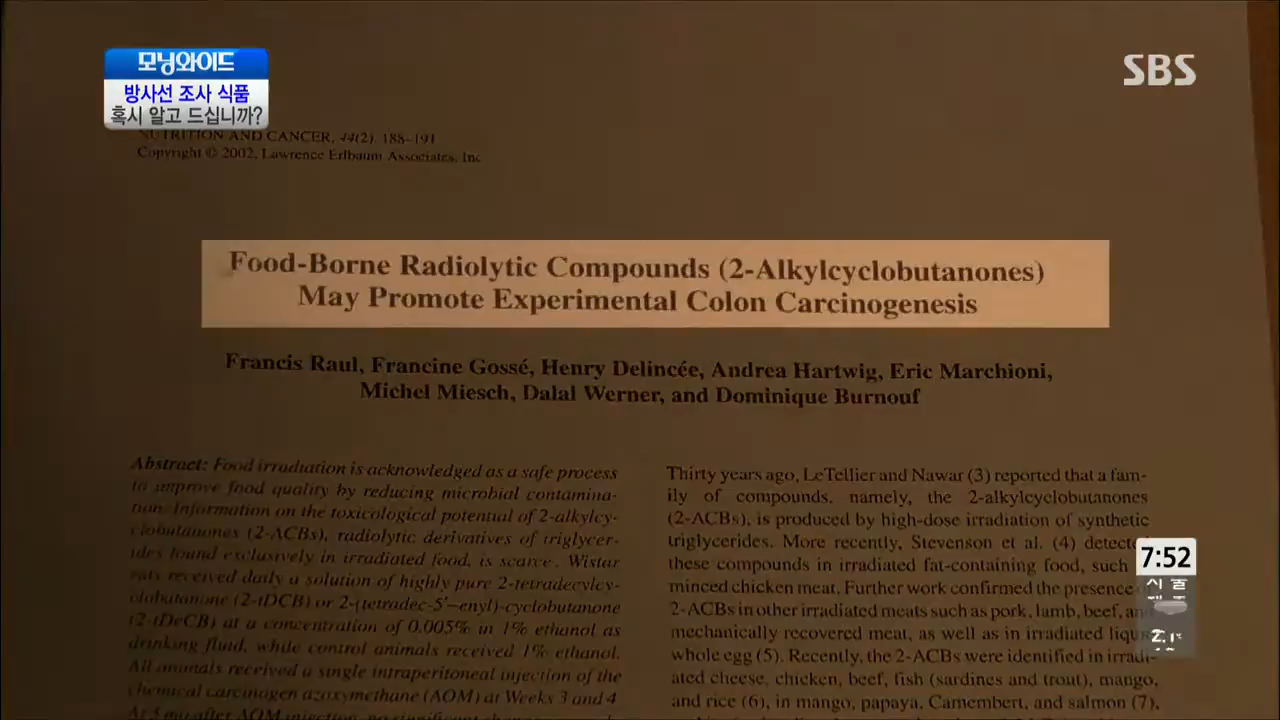 모닝와이드
방사선 조사 식품
혹시 알고 드십니까?
SBS
NUTRITION AND CANCER, 44(2), 188–191
Copyright © 2002, Lawrence Erlbaum Associates, Inc
Food-Borne Radiolytic Compounds (2-Alkylcyclobutanones)
May Promote Experimental Colon Carcinogenesis
Francis Raul, Francine Gossé, Henry Delincée, Andrea Hartwig, Eric Marchioni,
Michel Miesch, Dalal Werner, and Dominique Burnouf
Abstract: Food irradiation is acknowledged as a safe process
to improve food quality by reducing microbial contamina-
tion. Information on the toxicological potential of 2-alkylcy-
clobutanones (2-ACBs), radiolytic derivatives of triglycer-
ides found exclusively in irradiated food, is scarce. Wistar
rats received daily a solution of highly pure 2-tetradecylcy-
clobutanone (2-tDCB) or 2-(tetradec-5′–enyl)-cyclobutanone
(2-tDeCB) at a concentration of 0.005% in 1% ethanol as
drinking fluid, while control animals received 1% ethanol.
All animals received a single intraperitoneal injection of the
chemical carcinogen azoxymethane (AOM) at Weeks 3 and 4
At 3 mo after AOM injection, no significant changes
Thirty years ago, LeTellier and Nawar (3) reported that a fam-
ily of compounds, namely, the 2-alkylcyclobutanones
(2-ACBs), is produced by high-dose irradiation of synthetic
triglycerides. More recently, Stevenson et al. (4) detected
these compounds in irradiated fat-containing food, such
minced chicken meat. Further work confirmed the presence
2-ACBs in other irradiated meats such as pork, lamb, beef, and
mechanically recovered meat, as well as in irradiated liquid
whole egg (5). Recently, the 2-ACBs were identified in irradi-
ated cheese, chicken, beef, fish (sardines and trout), mango,
and rice (6), in mango, papaya, Camembert, and salmon (7),
7:52